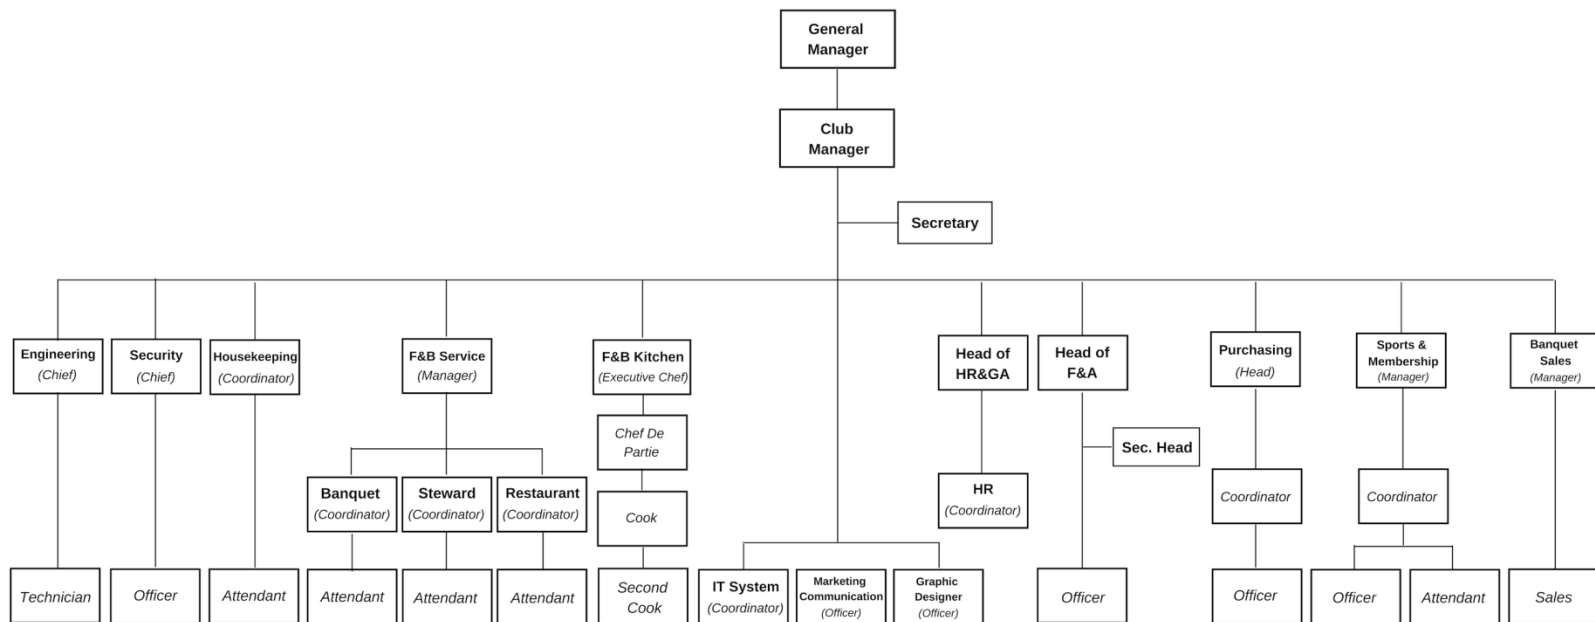 General
Manager
Club
Manager
Secretary
Engineering
(Chief)
Security
(Chief)
Housekeeping
(Coordinator)
F&B Service
(Manager)
F&B Kitchen
(Executive Chef)
Head of
HR&GA
Head of
F&A
Purchasing
(Head)
Sports &
Membership
(Manager)
Banquet
Sales
(Manager)
Chef De
Partie
Sec. Head
Banquet
(Coordinator)
Steward
(Coordinator)
Restaurant
(Coordinator)
Cook
HR
(Coordinator)
Coordinator
Coordinator
Technician
Officer
Attendant
Attendant
Attendant
Attendant
Second
Cook
IT System
(Coordinator)
Marketing
Communication
(Officer)
Graphic
Designer
(Officer)
Officer
Officer
Officer
Attendant
Sales